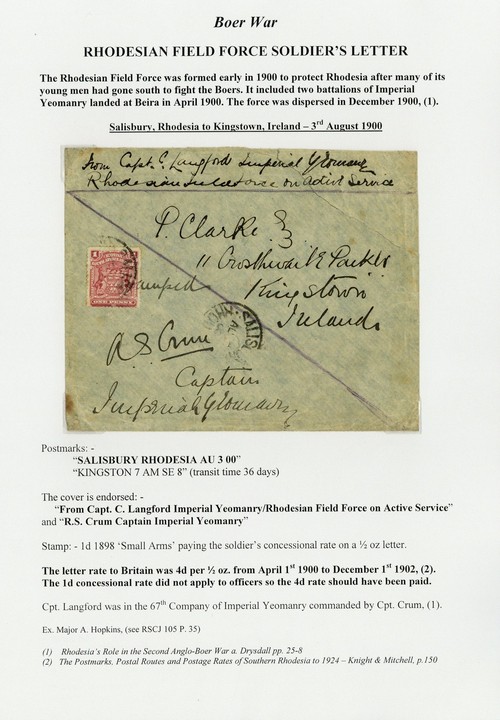 Boer War
RHODESIAN FIELD FORCE SOLDIER'S LETTER
The Rhodesian Field Force was formed early in 1900 to protect Rhodesia after many of its
young men had gone south to fight the Boers. It included two battalions of Imperial
Yeomanry landed at Beira in April 1900. The force was dispersed in December 1900, (1).
Salisbury, Rhodesia to Kingstown, Ireland – 3rd August 1900
From Capt. C. Langford Imperial Yeomanry
Rhodesian Field Force on Active Service
P. Clarke
11 Crosthwaite Park W
Kingstown
Ireland
1
Captain
Imperial Yeomanry
Postmarks: -
"SALISBURY RHODESIA AU 3 00"
"KINGSTON 7 AM SE 8" (transit time 36 days)
The cover is endorsed: -
"From Capt. C. Langford Imperial Yeomanry/Rhodesian Field Force on Active Service"
and "R.S. Crum Captain Imperial Yeomanry"
Stamp: - 1d 1898 'Small Arms' paying the soldier's concessional rate on a ½ oz letter.
The letter rate to Britain was 4d per ½ oz. from April 1st 1900 to December 1st 1902, (2).
The 1d concessional rate did not apply to officers so the 4d rate should have been paid.
Cpt. Langford was in the 67th Company of Imperial Yeomanry commanded by Cpt. Crum, (1).
Ex. Major A. Hopkins, (see RSCJ 105 P. 35)
(1) Rhodesia's Role in the Second Anglo-Boer War a. Drysdall pp. 25-8
(2) The Postmarks, Postal Routes and Postage Rates of Southern Rhodesia to 1924 – Knight & Mitchell, p.150